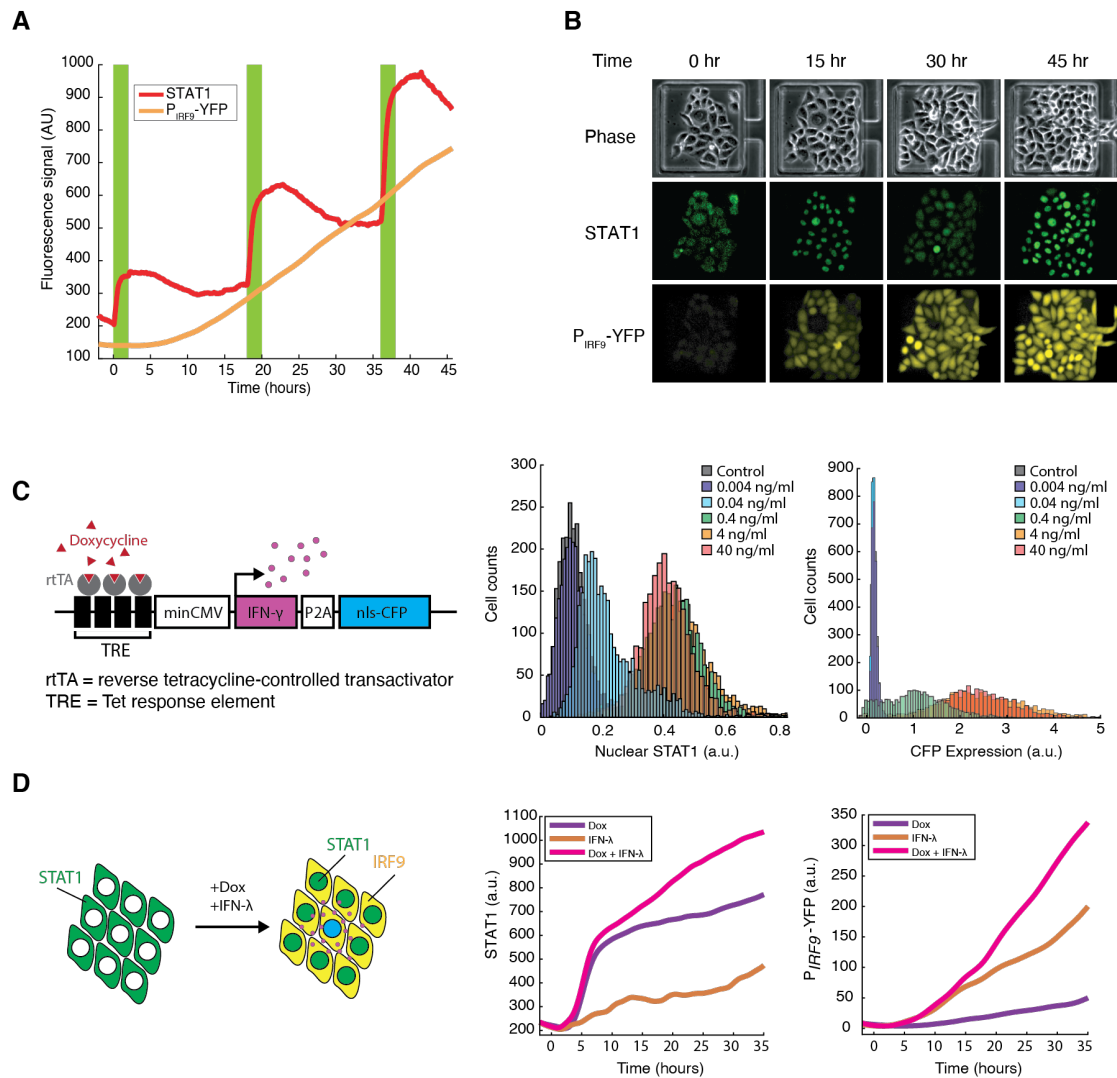 A
1000
900
800
700
600
500
400
300
200
100
Fluorescence signal (AU)
STAT1
P_IRF9-YFP
0 5 10 15 20 25 30 35 40 45
Time (hours)
B
Time 0 hr 15 hr 30 hr 45 hr
Phase
STAT1
P_IRF9-YFP
C
Doxycycline
rtTA
minCMV IFN-γ P2A nls-CFP
TRE
rtTA = reverse tetracycline-controlled transactivator
TRE = Tet response element
300
250
200
150
100
50
0
Cell counts
Control
0.004 ng/ml
0.04 ng/ml
0.4 ng/ml
4 ng/ml
40 ng/ml
0 0.2 0.4 0.6 0.8
Nuclear STAT1 (a.u.)
900
800
700
600
500
400
300
200
100
0
Cell counts
Control
0.004 ng/ml
0.04 ng/ml
0.4 ng/ml
4 ng/ml
40 ng/ml
0 1 2 3 4 5
CFP Expression (a.u.)
D
STAT1
+Dox
+IFN-λ
STAT1
IRF9
1100
1000
900
800
700
600
500
400
300
200
STAT1 (a.u.)
Dox
IFN-λ
Dox + IFN-λ
0 5 10 15 20 25 30 35
Time (hours)
350
300
250
200
150
100
50
0
P_IRF9-YFP (a.u.)
Dox
IFN-λ
Dox + IFN-λ
0 5 10 15 20 25 30 35
Time (hours)